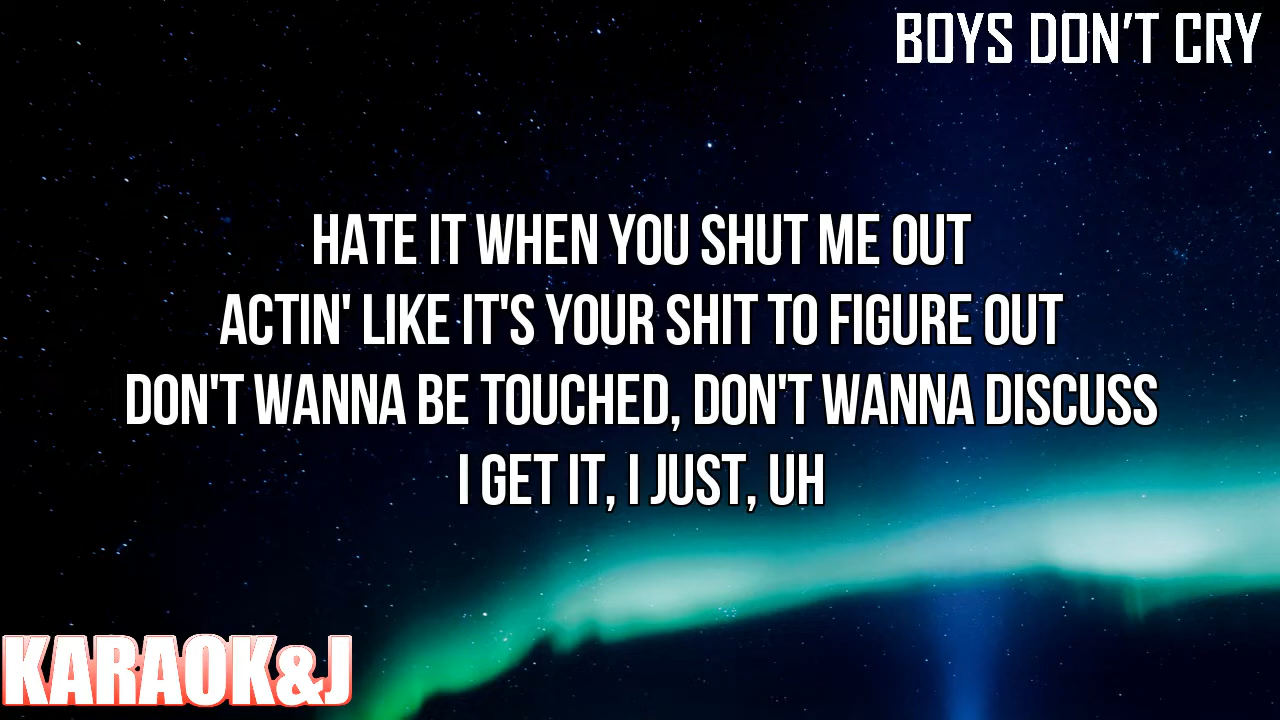 BOYS DON’T CRY
HATE IT WHEN YOU SHUT ME OUT
ACTIN' LIKE IT'S YOUR SHIT TO FIGURE OUT
DON'T WANNA BE TOUCHED, DON'T WANNA DISCUSS
I GET IT, I JUST, UH
KARAOK&J